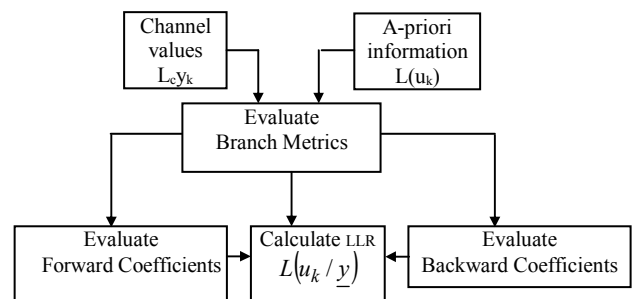 Channel
values
Lcyk
A-priori
information
L(uk)
Evaluate
Branch Metrics
Evaluate
Forward Coefficients
Calculate LLR
L(uk / y)
Evaluate
Backward Coefficients